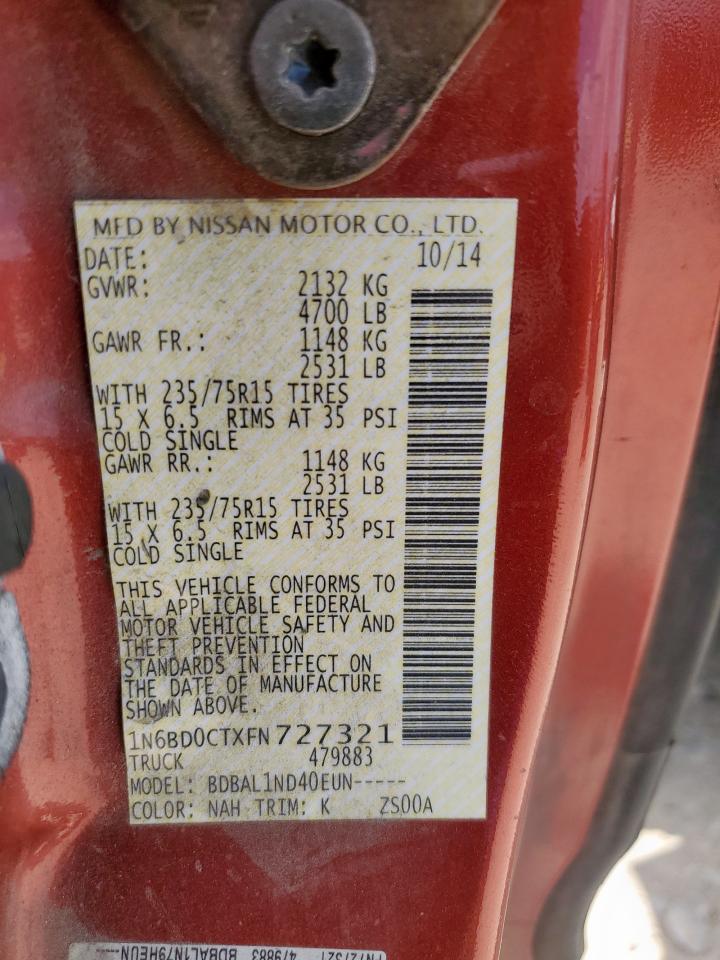 MFD BY NISSAN MOTOR CO., LTD.
DATE: 10/14
GVWR: 2132 KG
4700 LB
GAWR FR.: 1148 KG
2531 LB
WITH 235/75R15 TIRES
15 X 6.5 RIMS AT 35 PSI
COLD SINGLE
GAWR RR.: 1148 KG
2531 LB
WITH 235/75R15 TIRES
15 X 6.5 RIMS AT 35 PSI
COLD SINGLE
THIS VEHICLE CONFORMS TO
ALL APPLICABLE FEDERAL
MOTOR VEHICLE SAFETY AND
THEFT PREVENTION
STANDARDS IN EFFECT ON
THE DATE OF MANUFACTURE
SHOWN ABOVE.
1N6BD0CTXFN727321
TRUCK 479883
MODEL: BDBAL1ND40EUN-----
COLOR: NAH TRIM: K ZS00A
FN727321 479883 BDBAL1N79HEUN